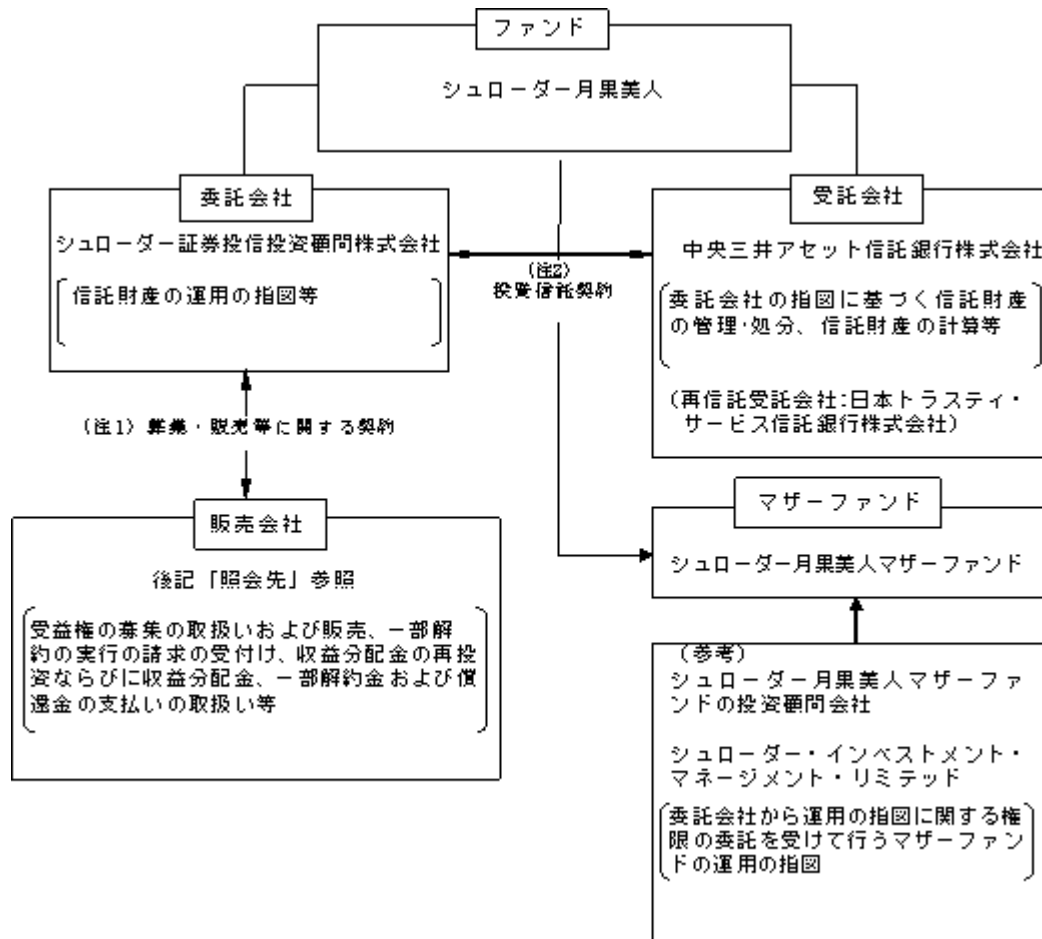 ファンド
シュローダー月果美人
委託会社
シュローダー証券投信投資顧問株式会社
信託財産の運用の指図等
受託会社
中央三井アセット信託銀行株式会社
委託会社の指図に基づく信託財産
の管理・処分、信託財産の計算等
(再信託受託会社:日本トラスティ・
サービス信託銀行株式会社)
(注2)
投資信託契約
(注1) 募集・販売等に関する契約
販売会社
後記「照会先」参照
受益権の募集の取扱いおよび販売、一部解
約の実行の請求の受付け、収益分配金の再投
資ならびに収益分配金、一部解約金および償
還金の支払いの取扱い等
マザーファンド
シュローダー月果美人マザーファンド
(参考)
シュローダー月果美人マザーファ
ンドの投資顧問会社
シュローダー・インベストメント・
マネージメント・リミテッド
委託会社から運用の指図に関する権
限の委託を受けて行うマザーファン
ドの運用の指図